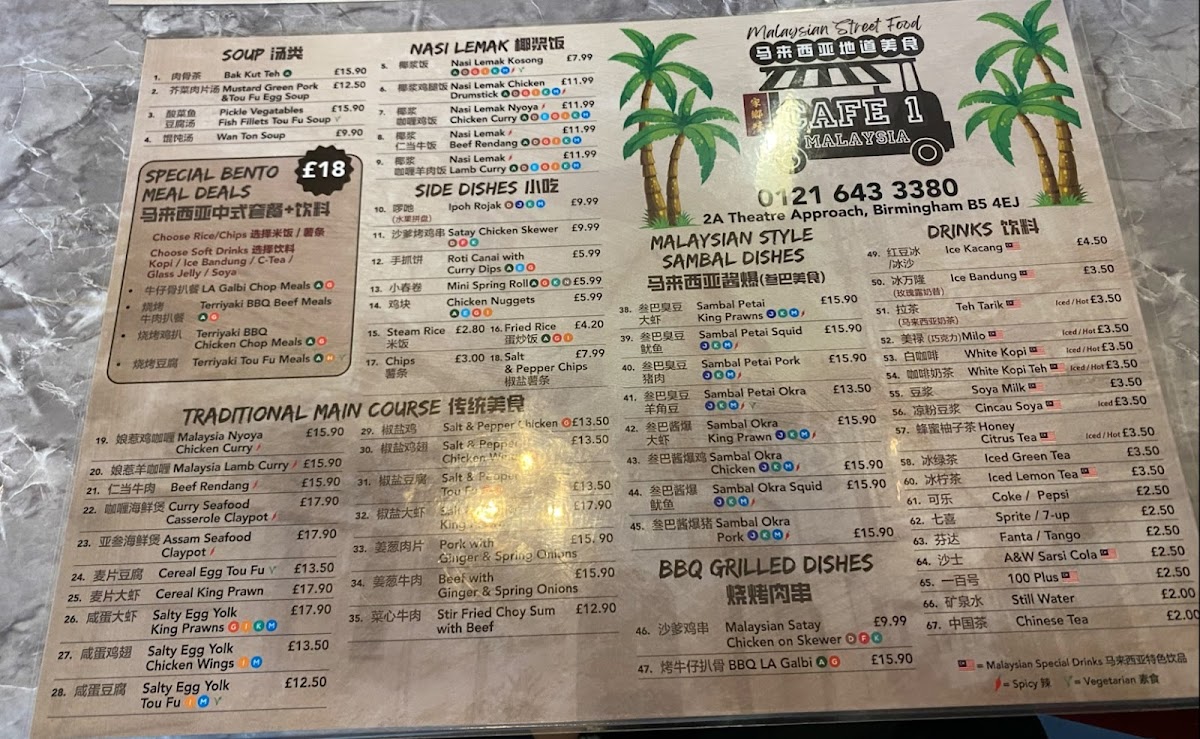 SOUP 汤类
1. 肉骨茶 Bak Kut Teh A £15.90
2. 芥菜肉片汤 Mustard Green Pork £12.50
&Tou Fu Egg Soup
3. 酸菜鱼 Pickle Vegatables £15.90
豆腐汤 Fish Fillets Tou Fu Soup
4. 馄饨汤 Wan Ton Soup £9.90
SPECIAL BENTO £18
MEAL DEALS
马来西亚中式套餐+饮料
Choose Rice/Chips 选择米饭/薯条
Choose Soft Drinks 选择饮料
Kopi / Ice Bandung / C-Tea /
Glass Jelly / Soya
• 牛仔骨扒餐 LA Galbi Chop Meals A G
• 烧烤 Terriyaki BBQ Beef Meals
牛肉扒餐 A G
• 烧烤鸡扒 Terriyaki BBQ
Chicken Chop Meals A G
• 烧烤豆腐 Terriyaki Tou Fu Meals A H
NASI LEMAK 椰浆饭
5. 椰浆饭 Nasi Lemak Kosong £7.99
A D G I K M
6. 椰浆鸡腿饭 Nasi Lemak Chicken £11.99
Drumstick A D G I K M
7. 椰浆 Nasi Lemak Nyoya £11.99
咖喱鸡饭 Chicken Curry A D E G I K M
8. 椰浆 Nasi Lemak £11.99
仁当牛饭 Beef Rendang A D G I K M
9. 椰浆 Nasi Lemak £11.99
咖喱羊肉饭 Lamb Curry A D E G I K M
SIDE DISHES 小吃
10. 啰吔 Ipoh Rojak D J K M £9.99
(水果拼盘)
11. 沙爹烤鸡串 Satay Chicken Skewer £9.99
D F K
12. 手抓饼 Roti Canai with £5.99
Curry Dips A E G
13. 小春卷 Mini Spring Roll A G K H £5.99
14. 鸡块 Chicken Nuggets £5.99
A E G I
15. Steam Rice £2.80 16. Fried Rice £4.20
米饭 蛋炒饭 A G I
17. Chips £3.00 18. Salt £7.99
薯条 & Pepper Chips
椒盐薯条
TRADITIONAL MAIN COURSE 传统美食
19. 娘惹鸡咖喱 Malaysia Nyoya £15.90
Chicken Curry
20. 娘惹羊咖喱 Malaysia Lamb Curry £15.90
21. 仁当牛肉 Beef Rendang £15.90
22. 咖喱海鲜煲 Curry Seafood £17.90
Casserole Claypot
23. 亚叁海鲜煲 Assam Seafood £17.90
Claypot
24. 麦片豆腐 Cereal Egg Tou Fu £13.50
25. 麦片大虾 Cereal King Prawn £17.90
26. 咸蛋大虾 Salty Egg Yolk £17.90
King Prawns G I K M
27. 咸蛋鸡翅 Salty Egg Yolk £13.50
Chicken Wings I M
28. 咸蛋豆腐 Salty Egg Yolk £12.50
Tou Fu I M
29. 椒盐鸡 Salt & Pepper Chicken G £13.50
30. 椒盐鸡翅 Salt & Pepper £13.50
Chicken
31. 椒盐豆腐 Salt & Pepper
Tou Fu £13.50
32. 椒盐大虾 Salt £17.90
King
33. 姜葱肉片 Pork with £15.90
Ginger & Spring Onions
34. 姜葱牛肉 Beef with £15.90
Ginger & Spring Onions
35. 菜心牛肉 Stir Fried Choy Sum £12.90
with Beef
Malaysian Street Food
马来西亚地道美食
家鄉
CAFE 1
MALAYSIA
0121 643 3380
2A Theatre Approach, Birmingham B5 4EJ
MALAYSIAN STYLE
SAMBAL DISHES
马来西亚酱爆(叁巴美食)
38. 叁巴臭豆 Sambal Petai £15.90
大虾 King Prawns J K M
39. 叁巴臭豆 Sambal Petai Squid £15.90
鱿鱼 J K M
40. 叁巴臭豆 Sambal Petai Pork £15.90
猪肉 J K M
41. 叁巴臭豆 Sambal Petai Okra £13.50
羊角豆 J K M
42. 叁巴酱爆 Sambal Okra £15.90
大虾 King Prawn J K M
43. 叁巴酱爆鸡 Sambal Okra
Chicken J K M £15.90
44. 叁巴酱爆 Sambal Okra Squid £15.90
鱿鱼 J K M
45. 叁巴酱爆猪 Sambal Okra
Pork J K M £15.90
BBQ GRILLED DISHES
烧烤肉串
46. 沙爹鸡串 Malaysian Satay £9.99
Chicken on Skewer D F K
47. 烤牛仔扒骨 BBQ LA Galbi A G £15.90
DRINKS 饮料
49. 红豆冰 Ice Kacang £4.50
/冰沙
50. 冰万隆 Ice Bandung £3.50
(玫瑰露奶昔)
51. 拉茶 Teh Tarik Iced / Hot £3.50
(马来西亚奶茶)
52. 美禄 (巧克力) Milo Iced / Hot £3.50
53. 白咖啡 White Kopi Iced / Hot £3.50
54. 咖啡奶茶 White Kopi Teh Iced / Hot £3.50
55. 豆浆 Soya Milk £3.50
56. 凉粉豆浆 Cincau Soya Iced £3.50
57. 蜂蜜柚子茶 Honey
Citrus Tea Iced / Hot £3.50
58. 冰绿茶 Iced Green Tea £3.50
60. 冰柠茶 Iced Lemon Tea £3.50
61. 可乐 Coke / Pepsi £2.50
62. 七喜 Sprite / 7-up £2.50
63. 芬达 Fanta / Tango £2.50
64. 沙士 A&W Sarsi Cola £2.50
65. 一百号 100 Plus £2.50
66. 矿泉水 Still Water £2.00
67. 中国茶 Chinese Tea £2.00
= Malaysian Special Drinks 马来西亚特色饮品
= Spicy 辣 = Vegetarian 素食